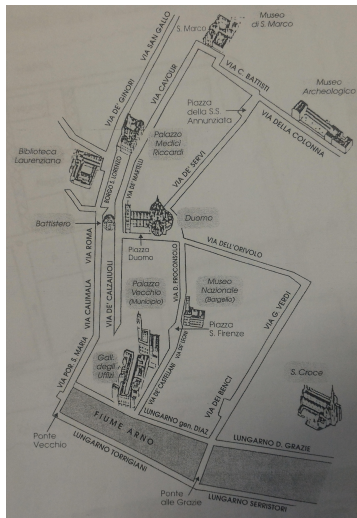 Museo
di S. Marco
S. Marco
VIA SAN GALLO
VIA C. BATTISTI
VIA DE' GINORI
VIA CAVOUR
Museo
Archeologico
Piazza
della S.S.
Annunziata
VIA DELLA COLONNA
Palazzo
Medici
Riccardi
Biblioteca
Laurenziana
BORGO S. LORENZO
VIA DE' MARTELLI
VIA DE' SERVI
Battistero
Duomo
VIA ROMA
Piazza
Duomo
VIA DELL'ORIVOLO
VIA DE' CALZAIUOLI
VIA D. PROCONSOLO
Palazzo
Vecchio
(Municipio)
Museo
Nazionale
(Bargello)
VIA CALIMALA
VIA G. VERDI
Piazza
S. Firenze
VIA DE' LEONI
VIA POR S. MARIA
Gall.
degli
Uffizi
VIA DE' CASTELLANI
VIA DEI BENCI
S. Croce
LUNGARNO gen. DIAZ
FIUME ARNO
LUNGARNO D. GRAZIE
Ponte
Vecchio
LUNGARNO TORRIGIANI
Ponte
alle Grazie
LUNGARNO SERRISTORI